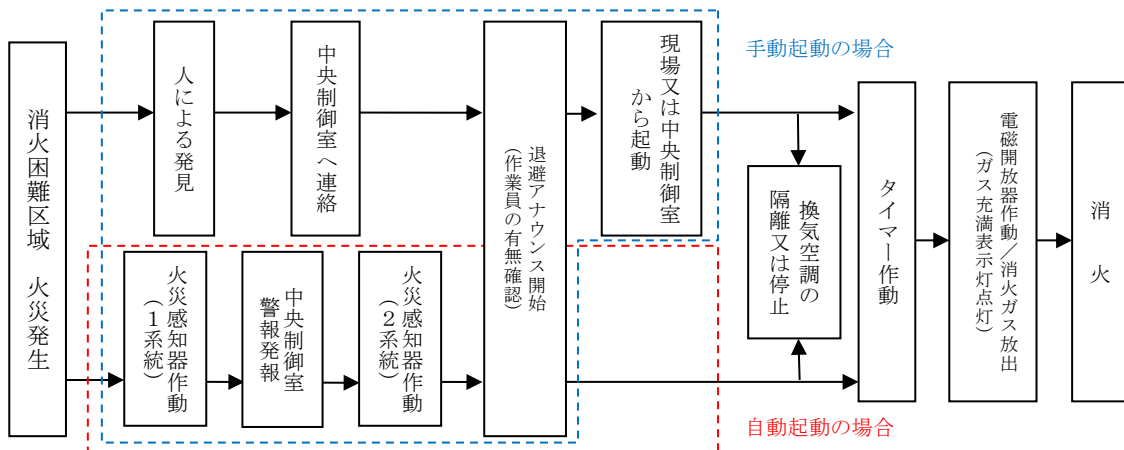 消火困難区域 火災発生
人による発見
中央制御室へ連絡
退避アナウンス開始
(作業員の有無確認)
現場又は中央制御室
から起動
手動起動の場合
火災感知器作動
(1系統)
中央制御室
警報発報
火災感知器作動
(2系統)
換気空調の
隔離又は停止
自動起動の場合
タイマー作動
電磁開放器作動/消火ガス放出
(ガス充満表示灯点灯)
消 火